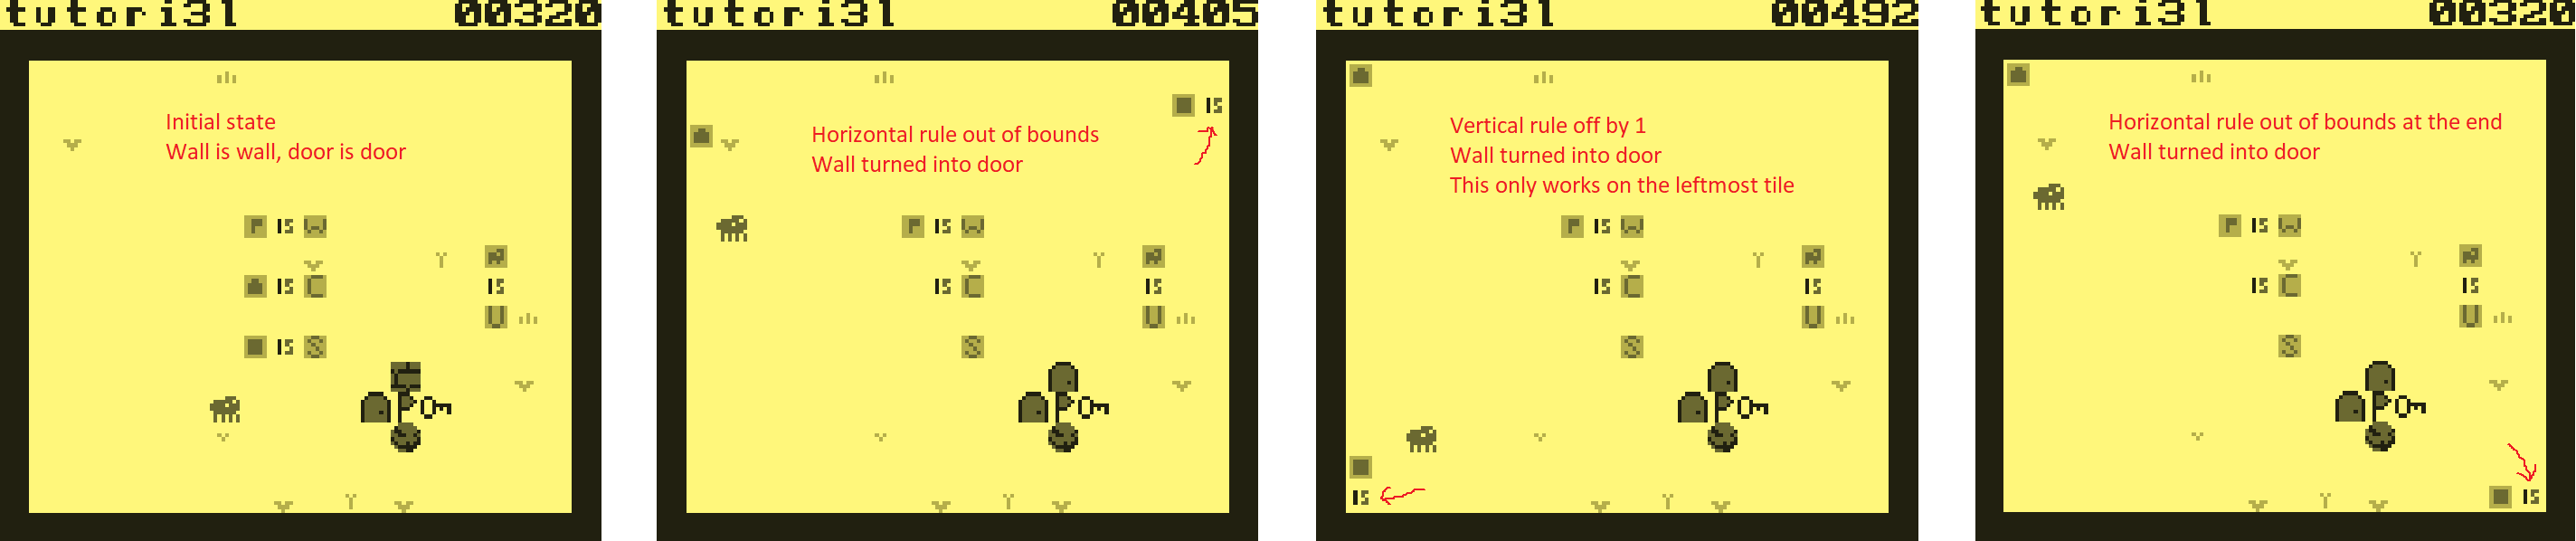 tutori3l 00320
Initial state
Wall is wall, door is door
IS W
IS C
IS
U
IS S
tutori3l 00405
IS
Horizontal rule out of bounds
Wall turned into door
IS W
IS C
IS
U
S
tutori3l 00492
Vertical rule off by 1
Wall turned into door
This only works on the leftmost tile
IS W
IS C
IS
U
S
IS
tutori3l 00320
Horizontal rule out of bounds at the end
Wall turned into door
IS W
IS C
IS
U
S
IS